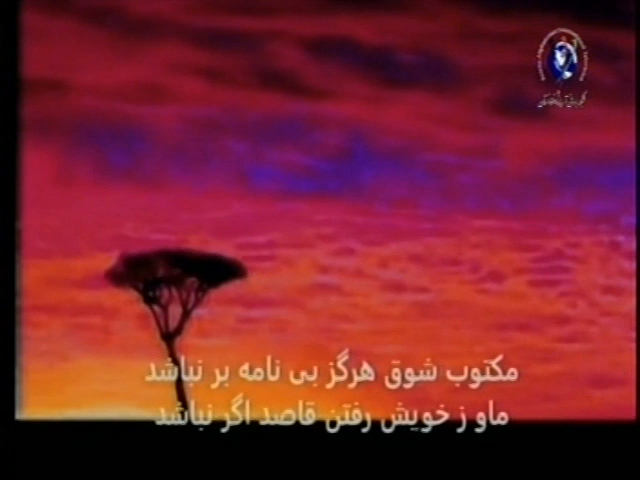 مکتوب شوق هرگز بی نامه بر نباشد
ماو ز خویش رفتن قاصد اگر نباشد